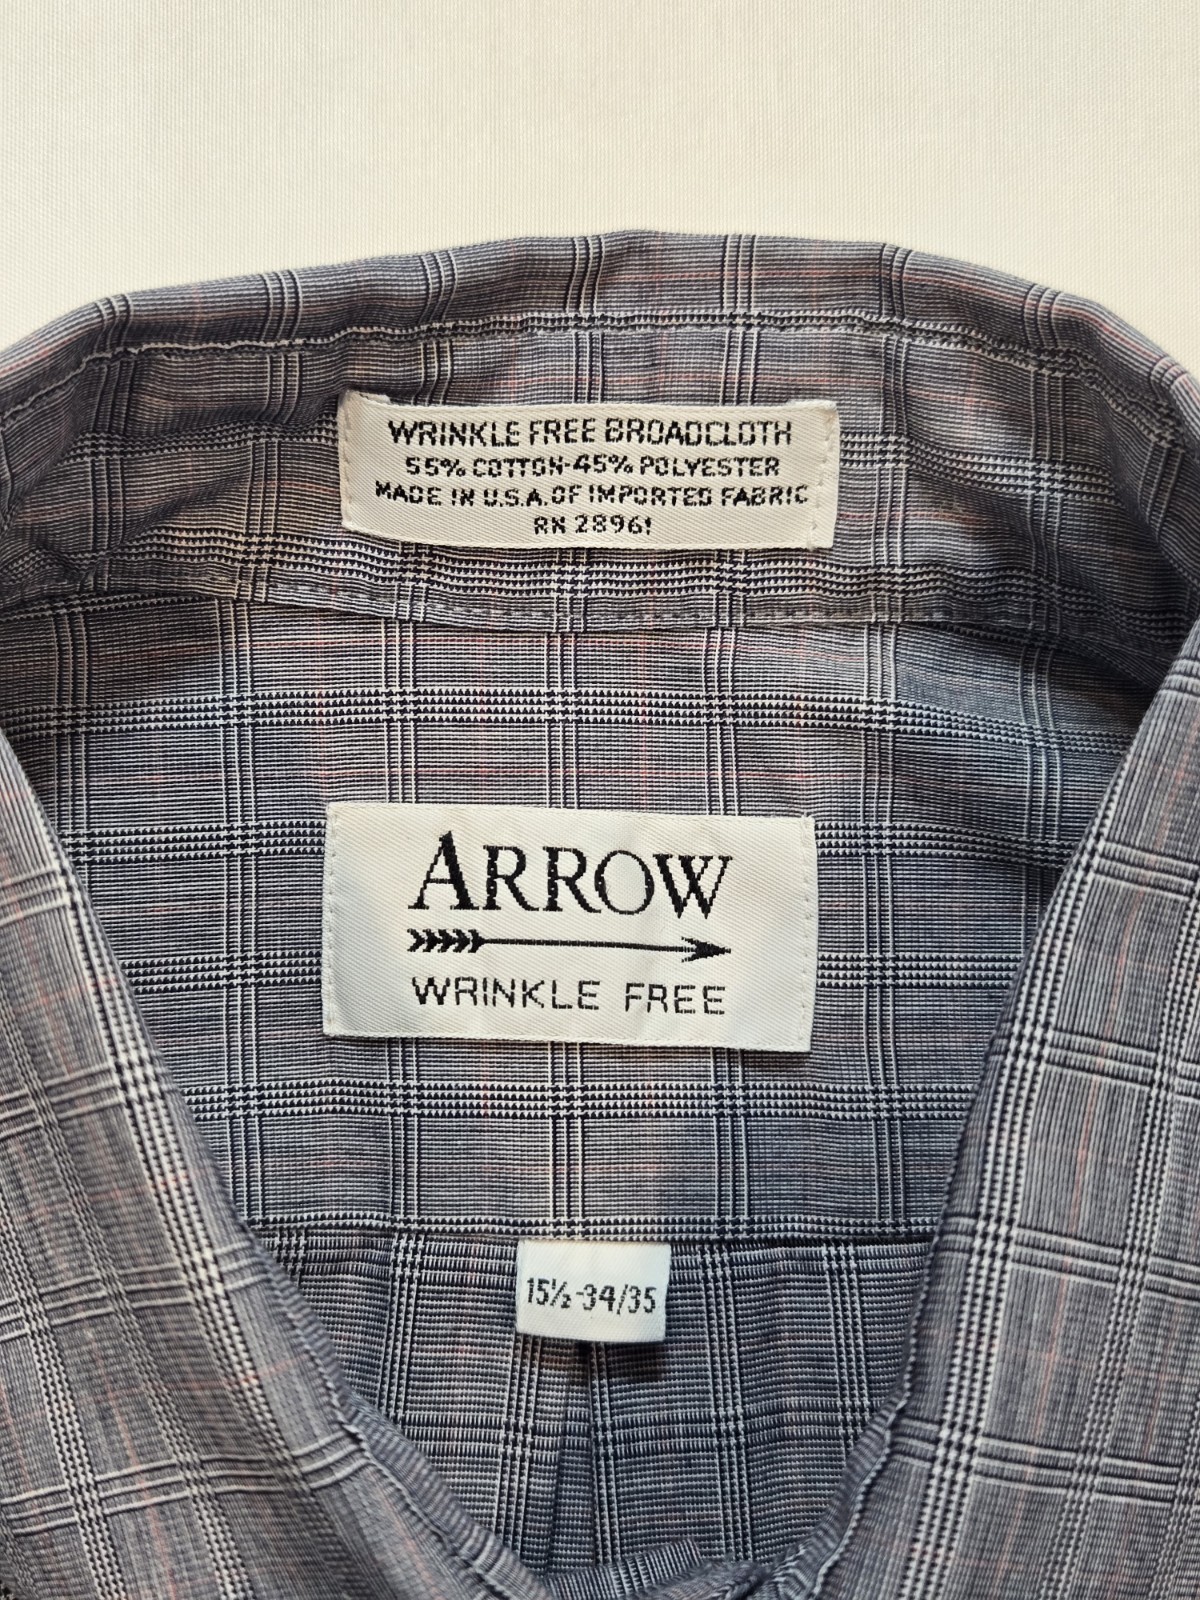 WRINKLE FREE BROADCLOTH
55% COTTON-45% POLYESTER
MADE IN U.S.A. OF IMPORTED FABRIC
RN 28961
ARROW
WRINKLE FREE
15½-34/35